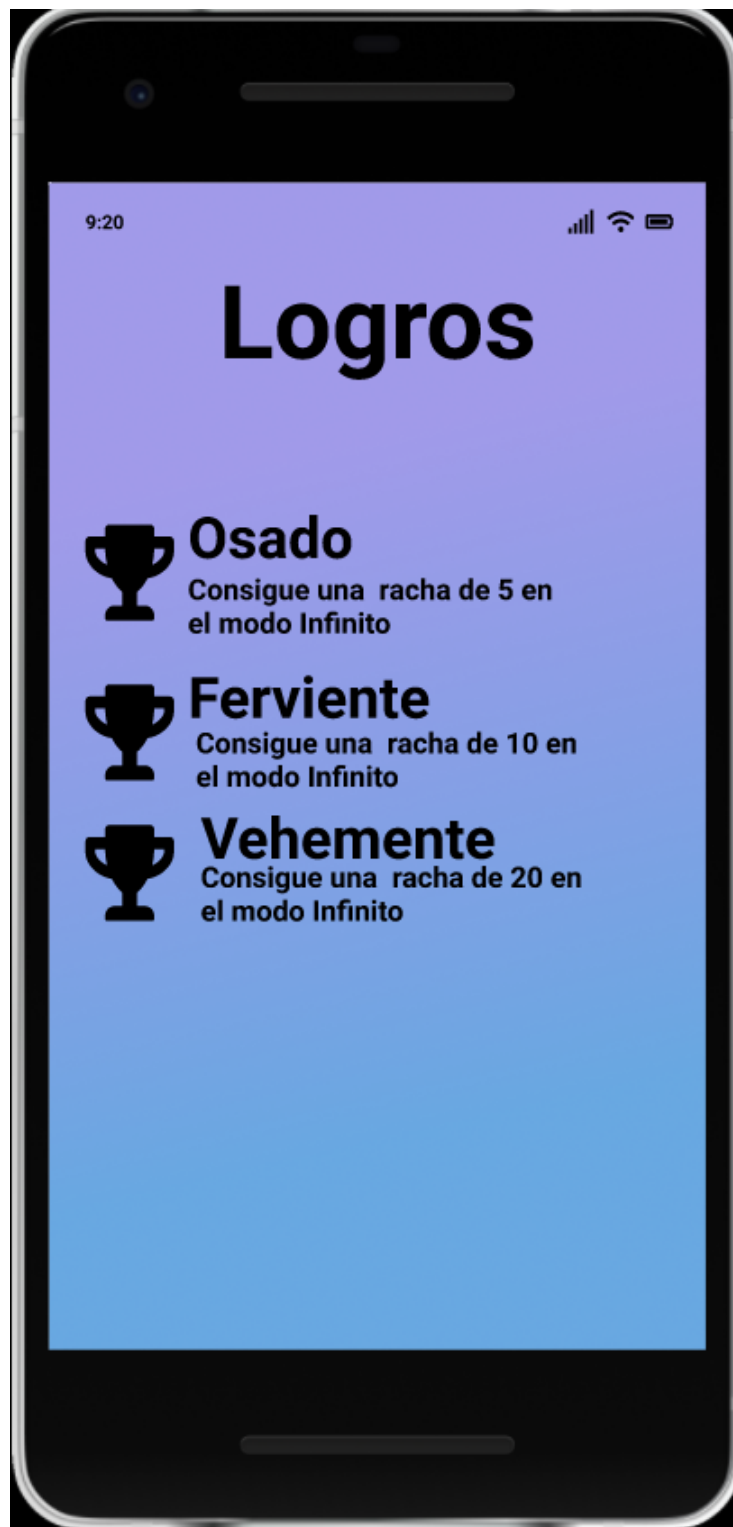 9:20
Logros
Osado
Consigue una  racha de 5 en
el modo Infinito
Ferviente
Consigue una  racha de 10 en
el modo Infinito
Vehemente
Consigue una  racha de 20 en
el modo Infinito